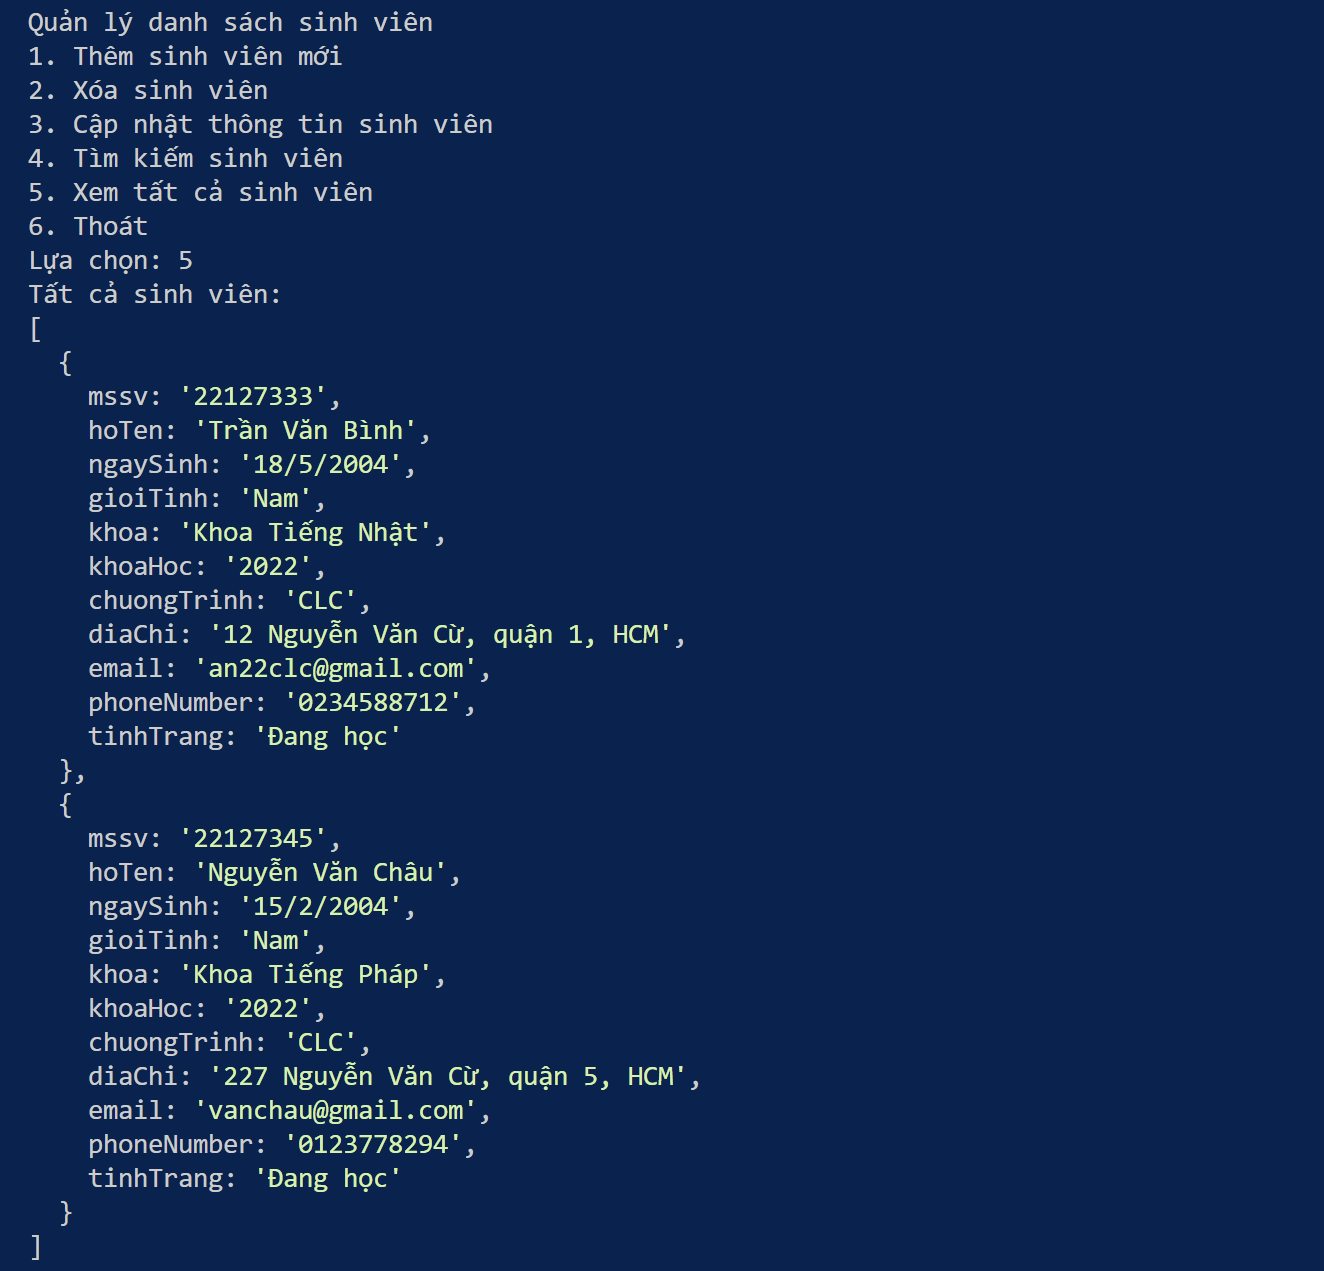 Quản lý danh sách sinh viên
1. Thêm sinh viên mới
2. Xóa sinh viên
3. Cập nhật thông tin sinh viên
4. Tìm kiếm sinh viên
5. Xem tất cả sinh viên
6. Thoát
Lựa chọn: 5
Tất cả sinh viên:
[
  {
    mssv: '22127333',
    hoTen: 'Trần Văn Bình',
    ngaySinh: '18/5/2004',
    gioiTinh: 'Nam',
    khoa: 'Khoa Tiếng Nhật',
    khoaHoc: '2022',
    chuongTrinh: 'CLC',
    diaChi: '12 Nguyễn Văn Cừ, quận 1, HCM',
    email: 'an22clc@gmail.com',
    phoneNumber: '0234588712',
    tinhTrang: 'Đang học'
  },
  {
    mssv: '22127345',
    hoTen: 'Nguyễn Văn Châu',
    ngaySinh: '15/2/2004',
    gioiTinh: 'Nam',
    khoa: 'Khoa Tiếng Pháp',
    khoaHoc: '2022',
    chuongTrinh: 'CLC',
    diaChi: '227 Nguyễn Văn Cừ, quận 5, HCM',
    email: 'vanchau@gmail.com',
    phoneNumber: '0123778294',
    tinhTrang: 'Đang học'
  }
]